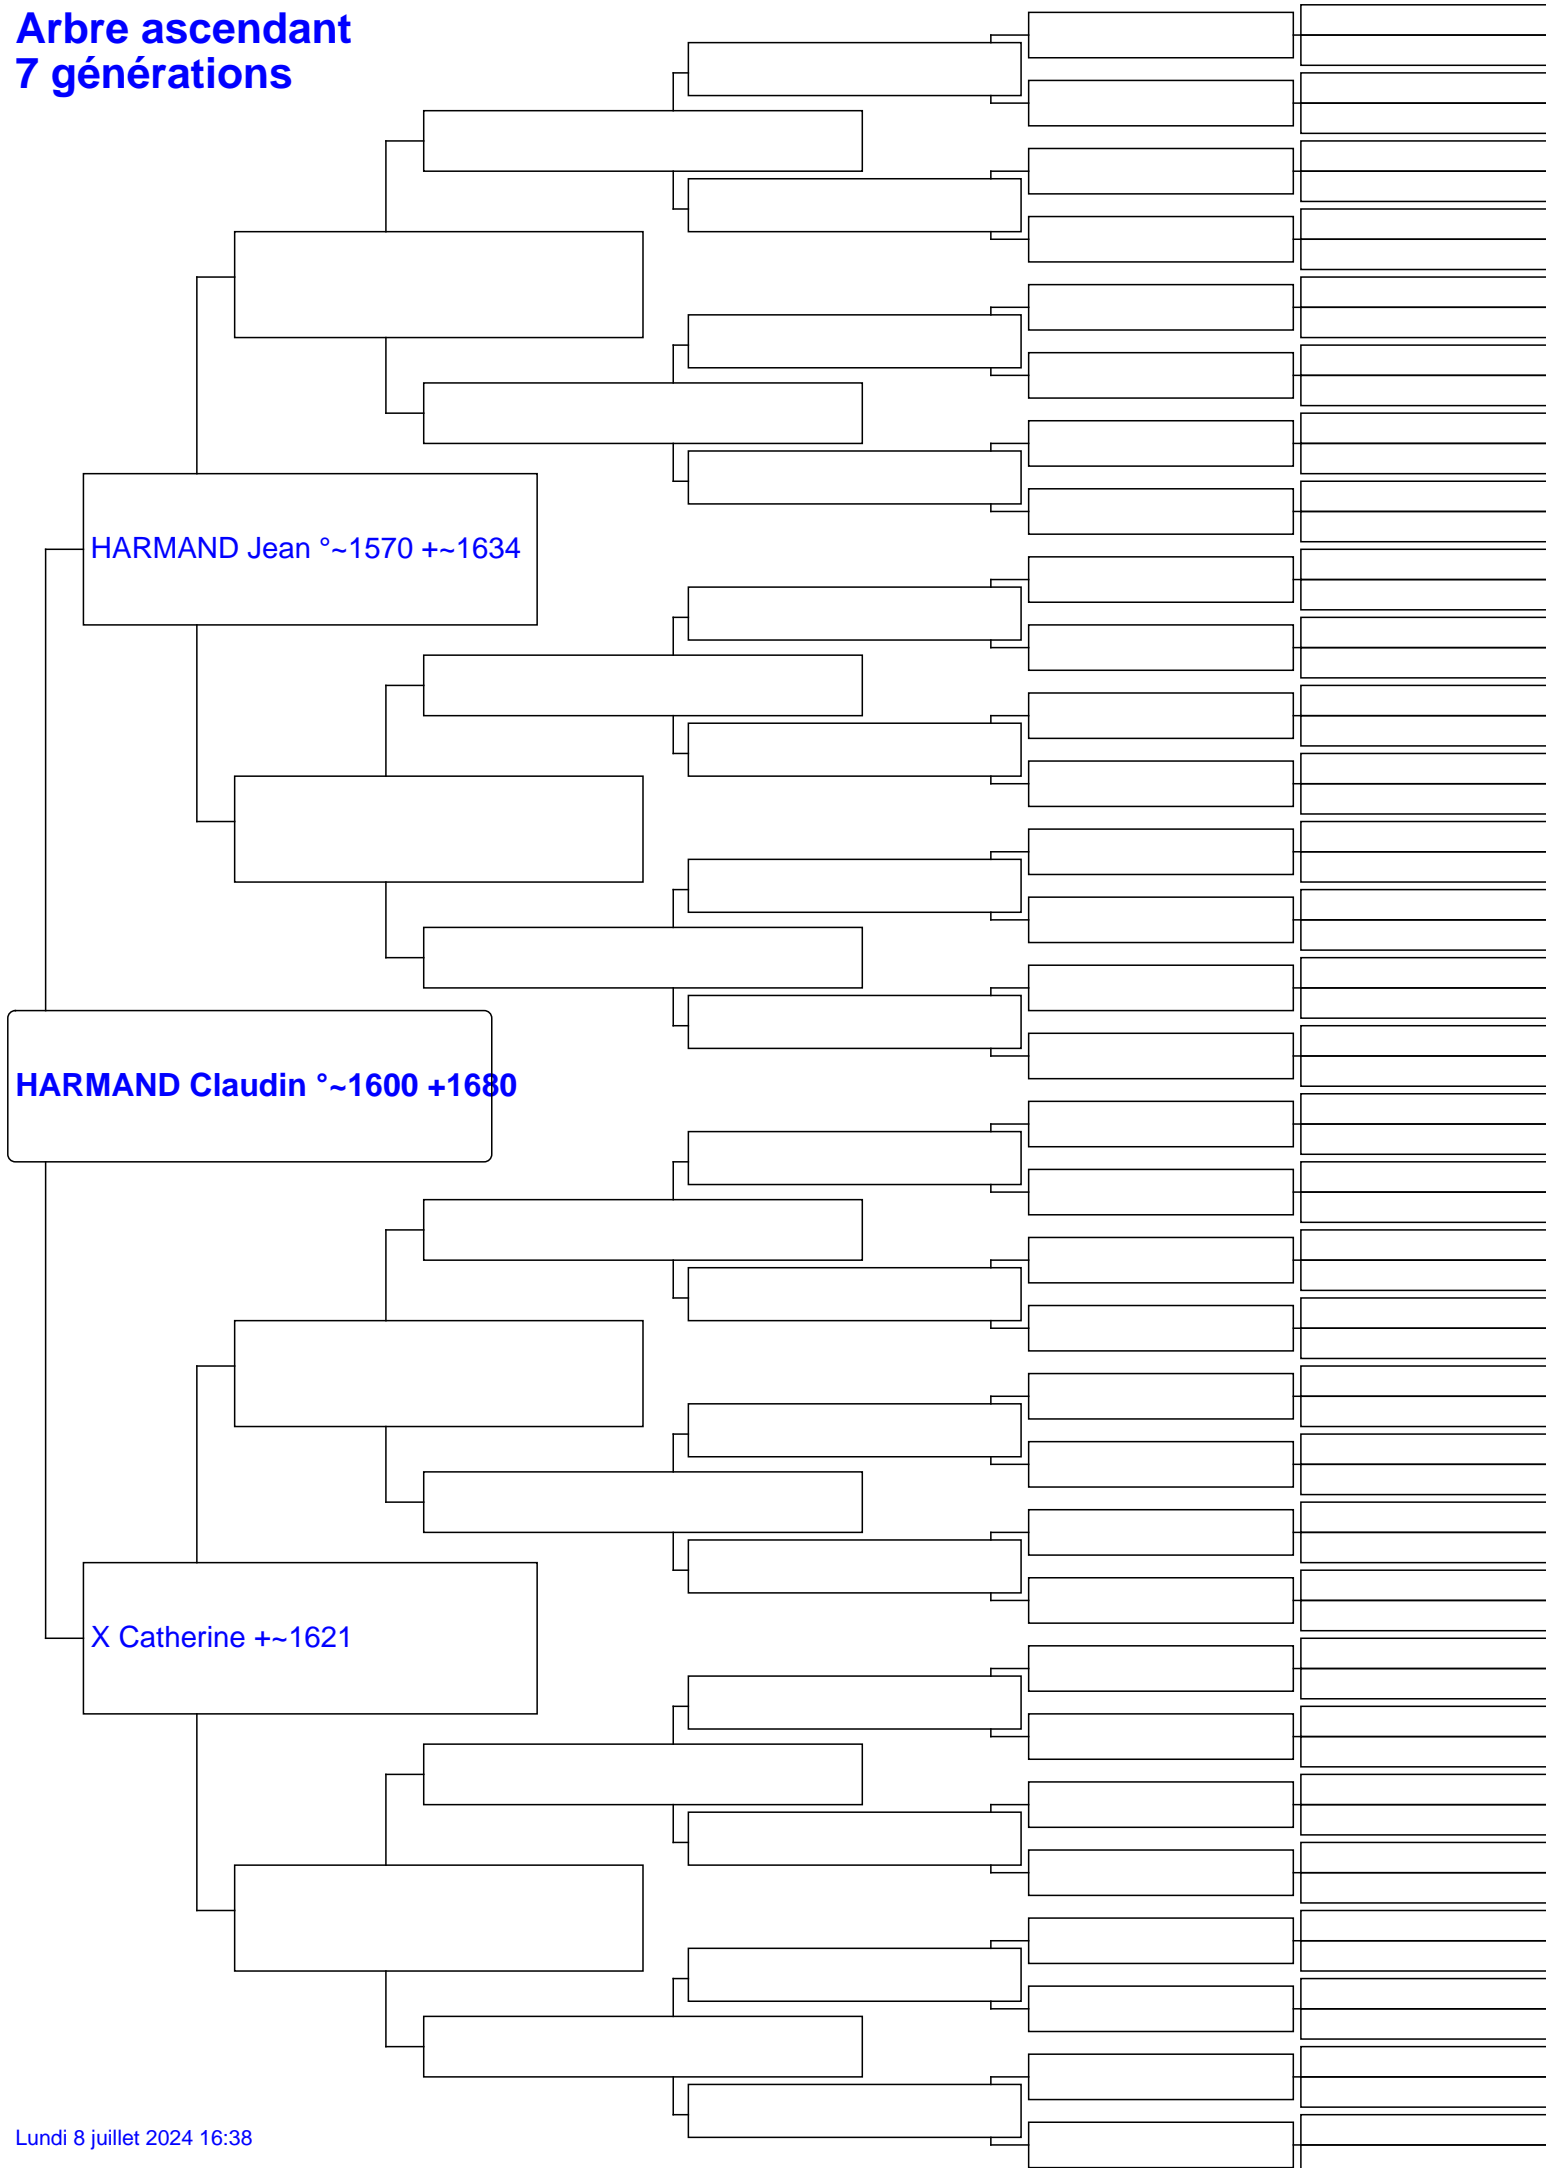 Arbre ascendant
7 générations
HARMAND Jean °~1570 +~1634
HARMAND Claudin °~1600 +1680
X Catherine +~1621
Lundi 8 juillet 2024 16:38